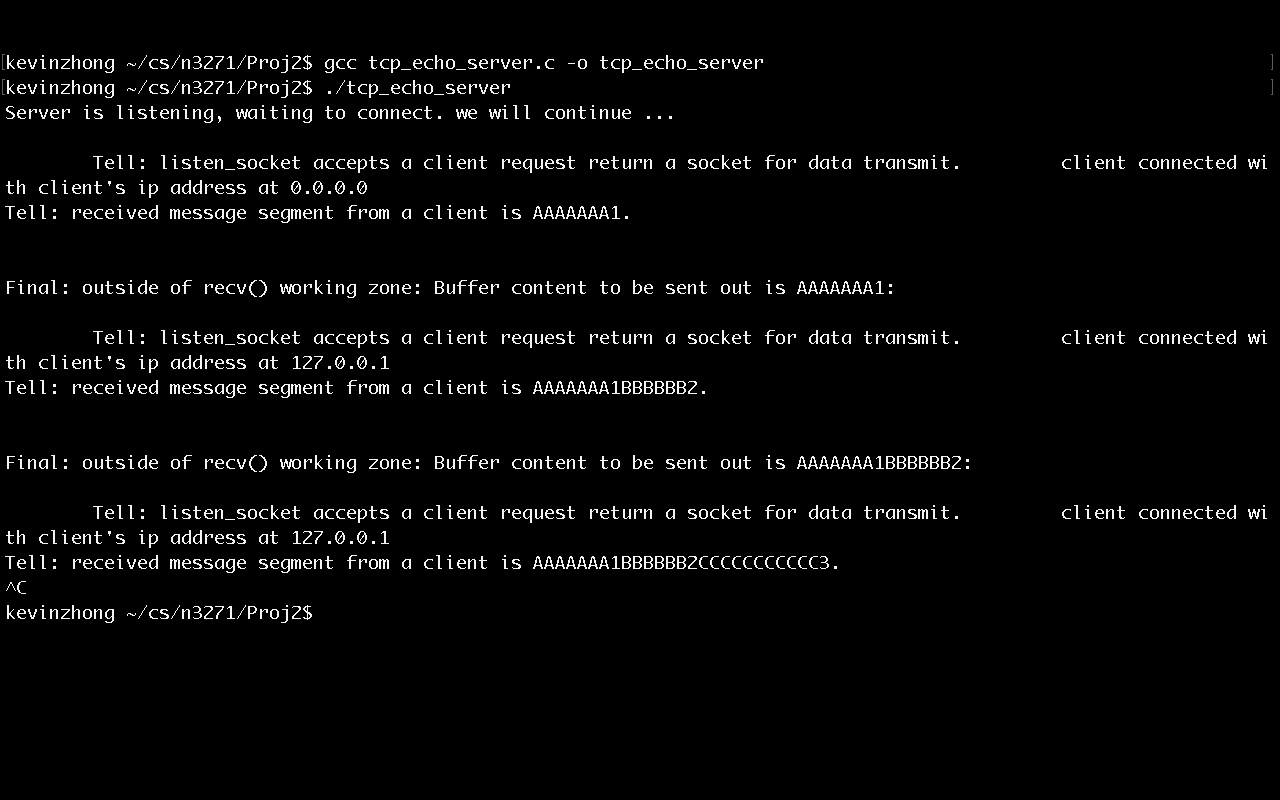 kevinzhong ~/cs/n3271/Proj2$ gcc tcp_echo_server.c -o tcp_echo_server
kevinzhong ~/cs/n3271/Proj2$ ./tcp_echo_server
Server is listening, waiting to connect. we will continue ...
Tell: listen_socket accepts a client request return a socket for data transmit.         client connected wi
th client's ip address at 0.0.0.0
Tell: received message segment from a client is AAAAAAA1.
Final: outside of recv() working zone: Buffer content to be sent out is AAAAAAA1:
Tell: listen_socket accepts a client request return a socket for data transmit.         client connected wi
th client's ip address at 127.0.0.1
Tell: received message segment from a client is AAAAAAA1BBBBBB2.
Final: outside of recv() working zone: Buffer content to be sent out is AAAAAAA1BBBBBB2:
Tell: listen_socket accepts a client request return a socket for data transmit.         client connected wi
th client's ip address at 127.0.0.1
Tell: received message segment from a client is AAAAAAA1BBBBBB2CCCCCCCCCCC3.
^C
kevinzhong ~/cs/n3271/Proj2$